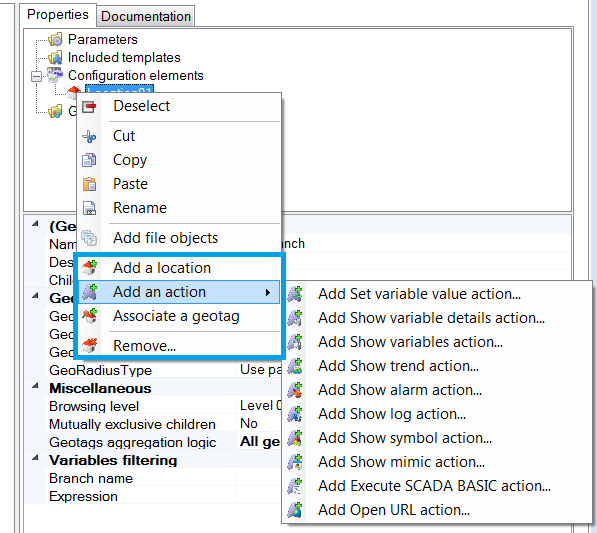 Properties
Documentation
Parameters
Included templates
Configuration elements
Location01
G
Deselect
Cut
Copy
Paste
Rename
Add file objects
Add a location
Add an action
Associate a geotag
Remove...
Add Set variable value action...
Add Show variable details action...
Add Show variables action...
Add Show trend action...
Add Show alarm action...
Add Show log action...
Add Show symbol action...
Add Show mimic action...
Add Execute SCADA BASIC action...
Add Open URL action...
(Ge
Nam
nch
Des
Chil
Geo
Geo
Geo
Geo
GeoRadiusType Use pa
Miscellaneous
Browsing level Level 0
Mutually exclusive children No
Geotags aggregation logic All ge
Variables filtering
Branch name
Expression